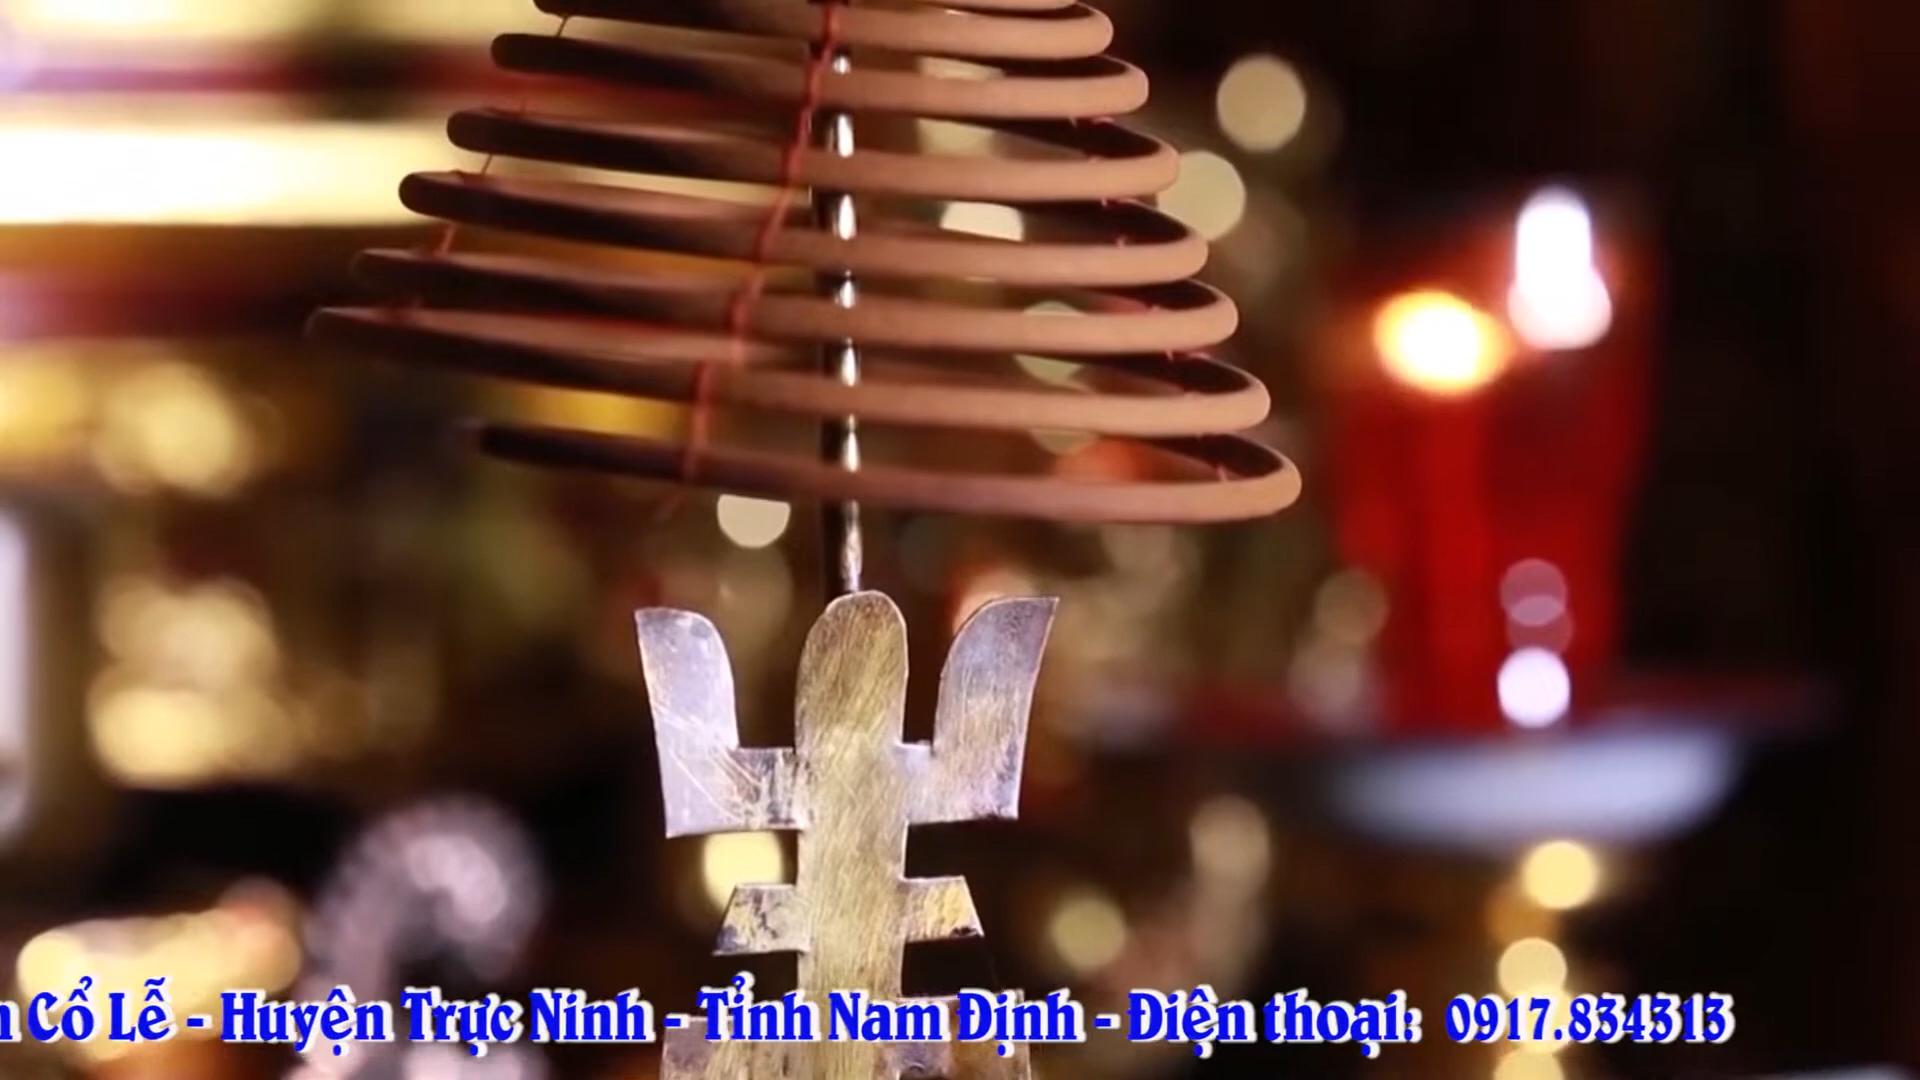 Cổ Lễ - Huyện Trực Ninh - Tỉnh Nam Định - Điện thoại: 0917.834313